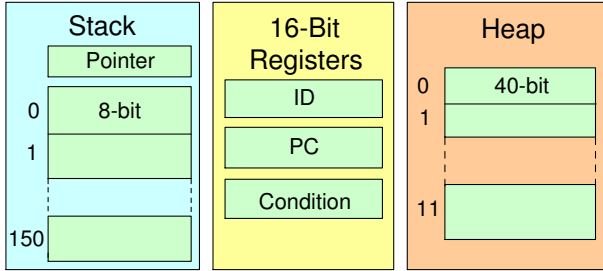 Stack
Pointer
0
8-bit
1
150
16-Bit
Registers
ID
PC
Condition
Heap
0
40-bit
1
11